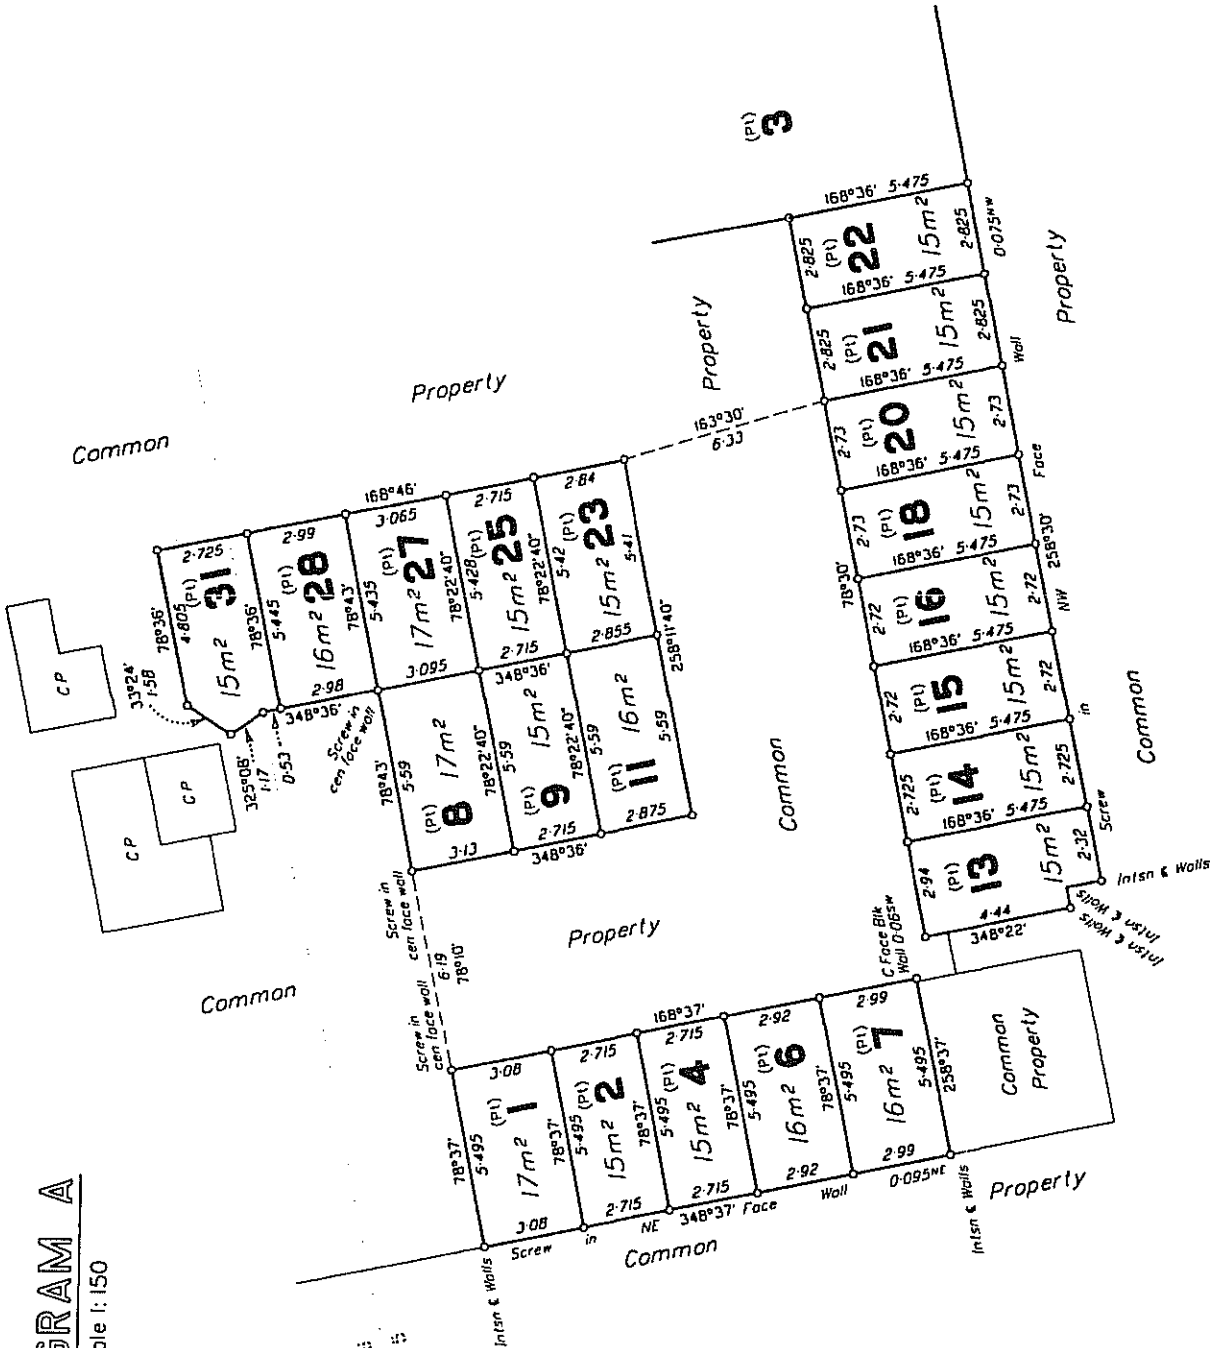 GRAM A
ale 1: 150
CP
CP
CP
33°24'
1·58
325°08'
1·17
0·53
78°36'
4·805
(Pt)
31
15m²
2·725
78°36'
5·445
(Pt)
28
16m²
2·99
2·98
348°36'
78°43'
5·435
(Pt)
27
17m²
168°46'
3·065
3·095
78°22'40"
5·428
(Pt)
25
15m²
2·715
2·715
348°36'
78°22'40"
5·42
(Pt)
23
15m²
2·84
2·855
5·41
258°11'40"
Common
Property
Property
163°30'
6·33
Screw in
cen face wall
78°43'
5·59
(Pt)
8
17m²
3·13
78°22'40"
5·59
(Pt)
9
15m²
2·715
348°36'
78°22'40"
5·59
(Pt)
11
16m²
2·875
5·59
Common
Property
Common
Screw in
cen face wall
6·19
78°10'
Screw in
cen face wall
78°37'
5·495
(Pt)
1
17m²
3·08
3·08
78°37'
5·495
(Pt)
2
15m²
2·715
2·715
168°37'
78°37'
5·495
(Pt)
4
15m²
2·715
2·715
78°37'
5·495
(Pt)
6
16m²
2·92
2·92
78°37'
5·495
(Pt)
7
16m²
2·99
2·99
5·495
258°37'
C Face Blk
Wall 0·06SW
Intsn ℄ Walls
Screw in NE 348°37' Face Wall 0·095NE
Intsn ℄ Walls
Common
Property
Common
Property
(Pt)
3
168°36' 5·475
2·825
(Pt)
22
15m²
2·825
0·075NW
168°36' 5·475
2·825
(Pt)
21
15m²
2·825
168°36' 5·475
2·73
(Pt)
20
15m²
2·73
168°36' 5·475
2·73
(Pt)
18
15m²
2·73
78°30'
168°36' 5·475
2·72
(Pt)
16
15m²
2·72
258°30'
168°36' 5·475
2·72
(Pt)
15
15m²
2·72
168°36' 5·475
2·725
(Pt)
14
15m²
2·725
168°36' 5·475
2·94
(Pt)
13
15m²
2·32
4·44
348°22'
Intsn ℄ Walls
Intsn ℄ Walls
Intsn ℄ Walls
Screw in NW Face Wall
Common
Property